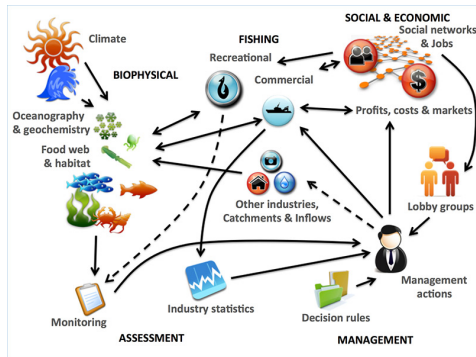 SOCIAL & ECONOMIC
Social networks
& Jobs
Climate
FISHING
Recreational
BIOPHYSICAL
Commercial
Oceanography
& geochemistry
Profits, costs & markets
Food web
& habitat
Other industries,
Catchments & Inflows
Lobby groups
Management
actions
Industry statistics
Decision rules
Monitoring
ASSESSMENT
MANAGEMENT